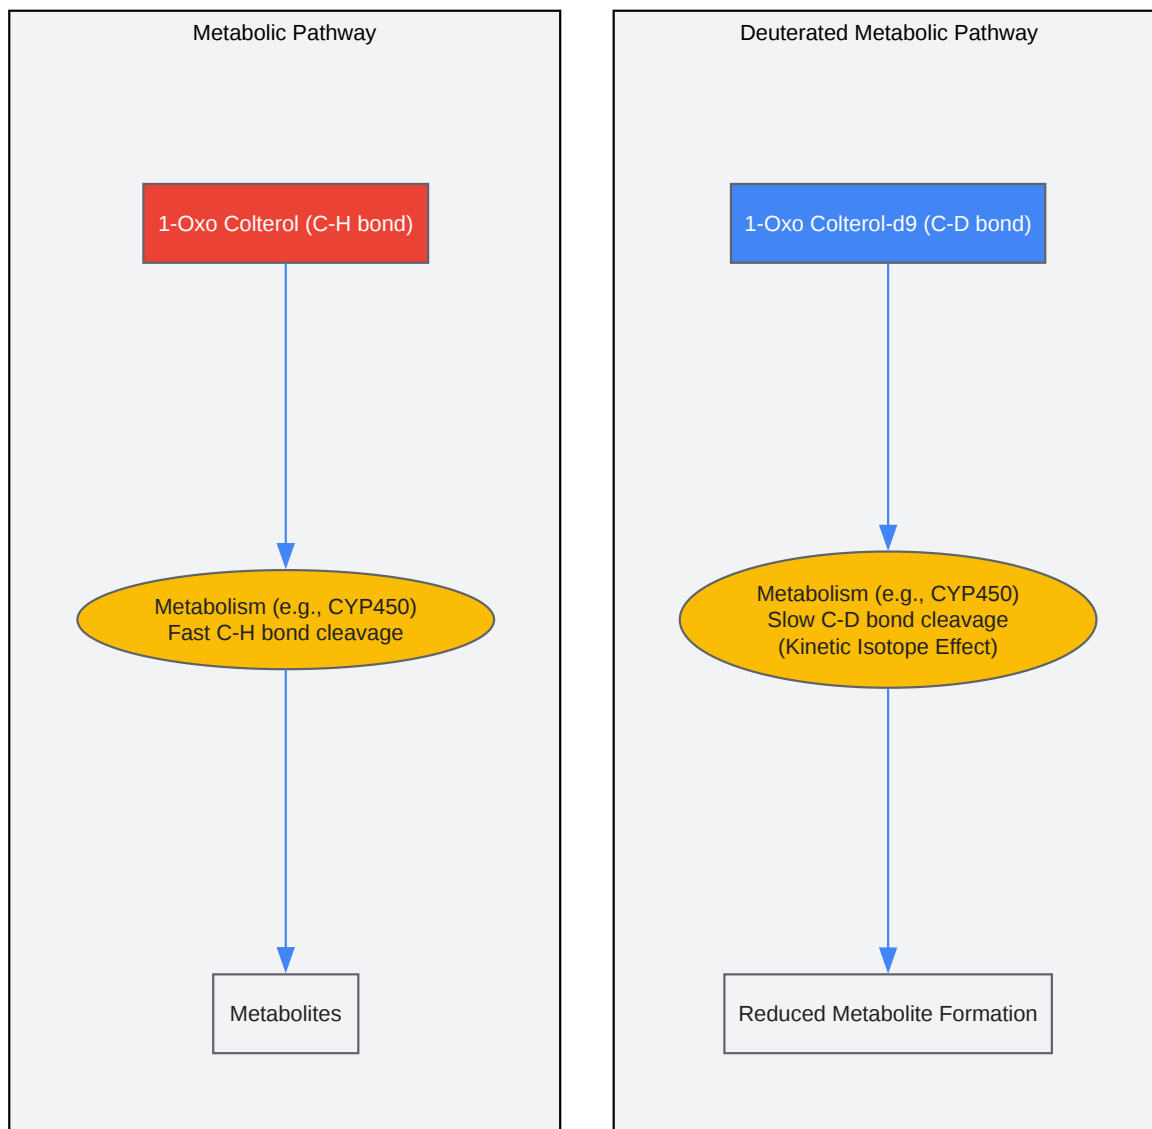 Metabolic Pathway
1-Oxo Colterol (C-H bond)
Metabolism (e.g., CYP450)
Fast C-H bond cleavage
Metabolites
Deuterated Metabolic Pathway
1-Oxo Colterol-d9 (C-D bond)
Metabolism (e.g., CYP450)
Slow C-D bond cleavage
(Kinetic Isotope Effect)
Reduced Metabolite Formation